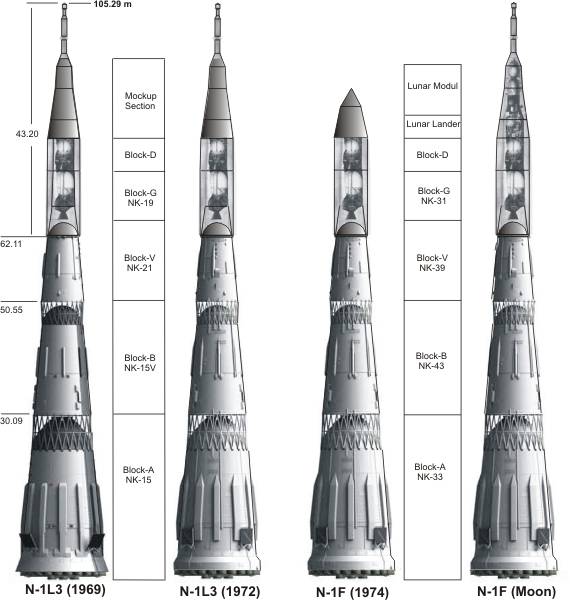 105.29 m
43.20
62.11
50.55
30.09
Mockup
Section
Block-D
Block-G
NK-19
Block-V
NK-21
Block-B
NK-15V
Block-A
NK-15
Lunar Modul
Lunar Lander
Block-D
Block-G
NK-31
Block-V
NK-39
Block-B
NK-43
Block-A
NK-33
N-1L3 (1969)
N-1L3 (1972)
N-1F (1974)
N-1F (Moon)